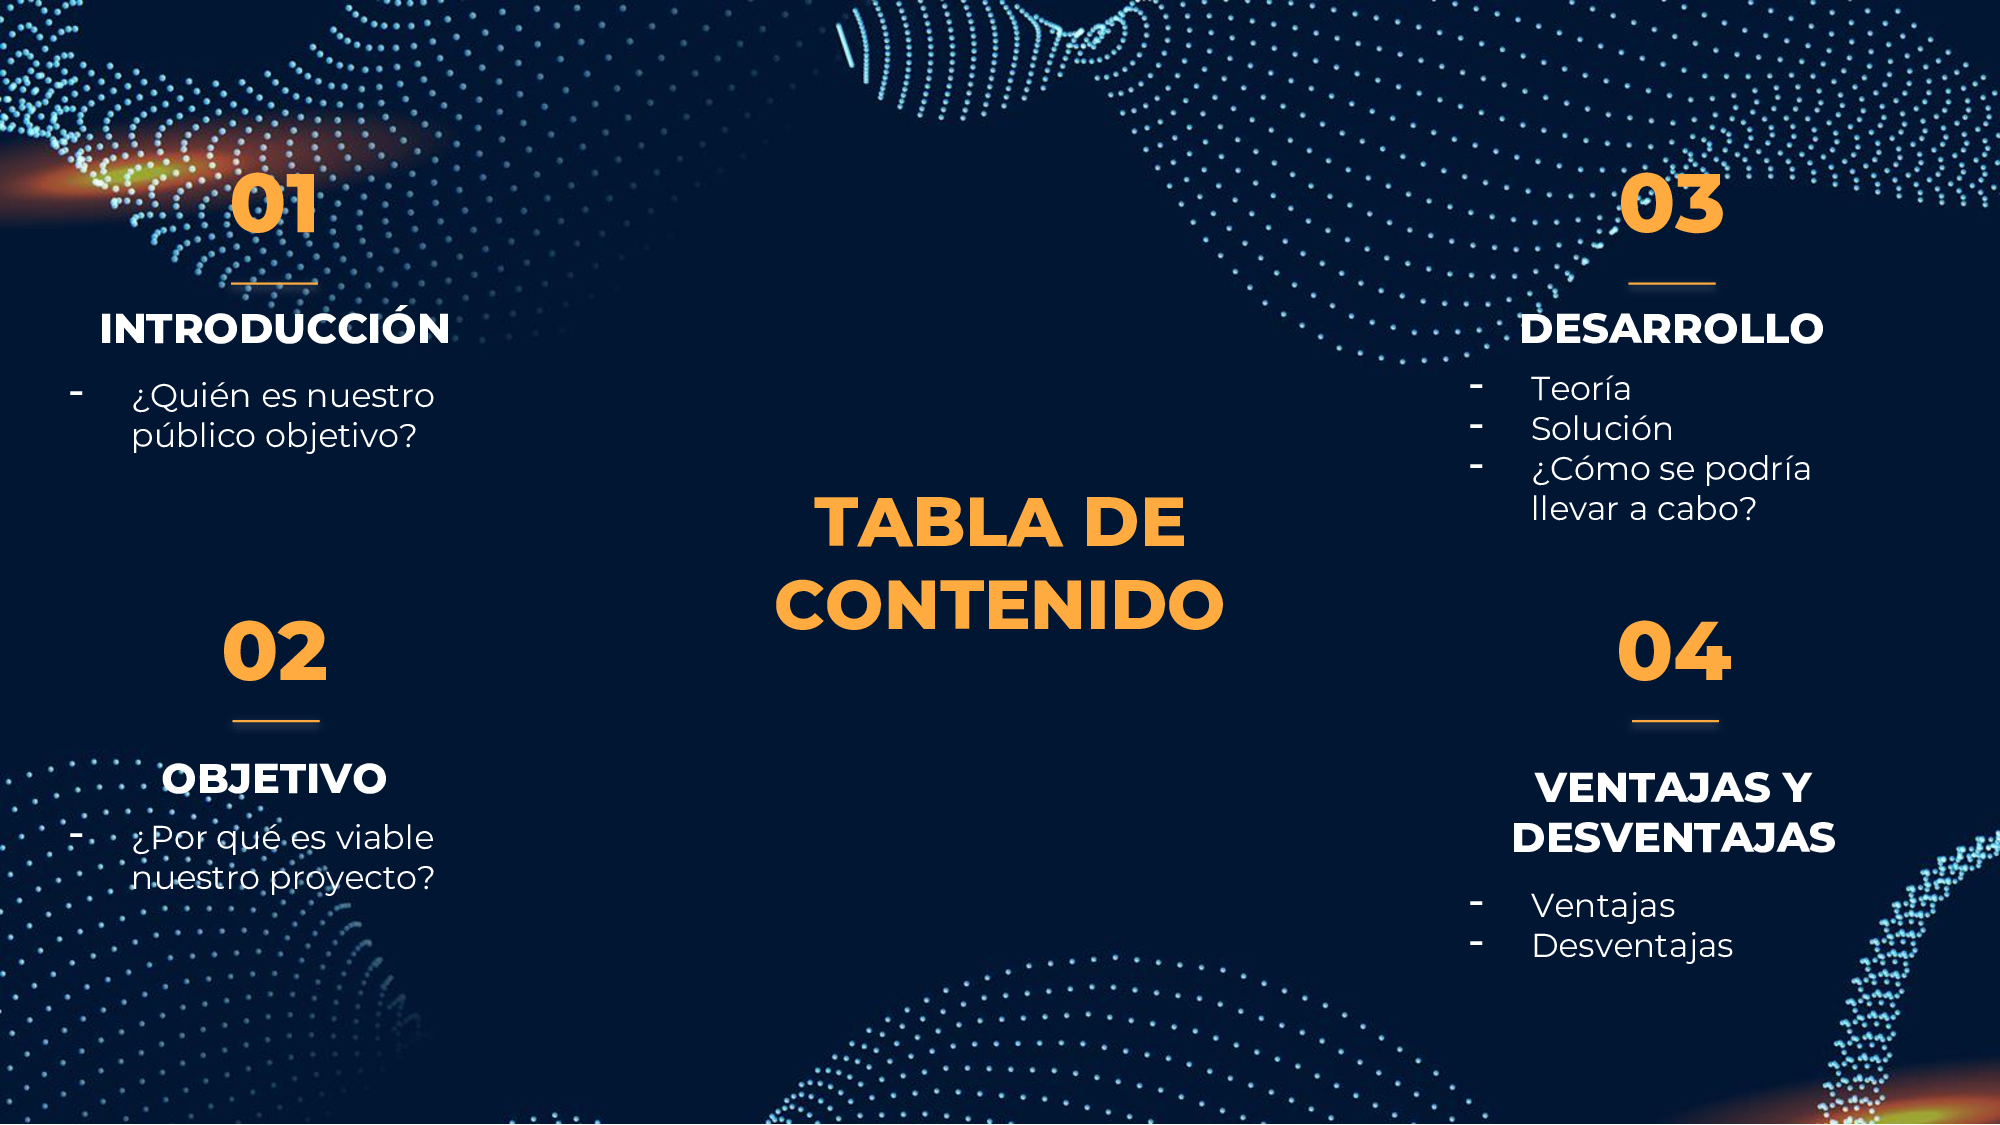 01
INTRODUCCIÓN
- ¿Quién es nuestro
público objetivo?
02
OBJETIVO
- ¿Por qué es viable
nuestro proyecto?
TABLA DE
CONTENIDO
03
DESARROLLO
- Teoría
- Solución
- ¿Cómo se podría
llevar a cabo?
04
VENTAJAS Y
DESVENTAJAS
- Ventajas
- Desventajas